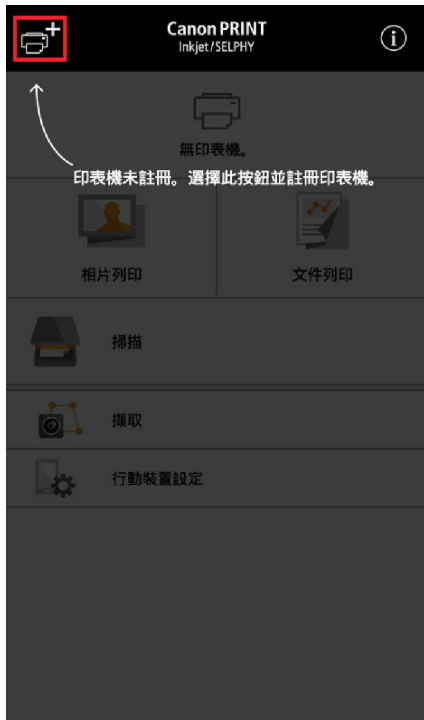 Canon PRINT
Inkjet/SELPHY
無印表機。
印表機未註冊。選擇此按鈕並註冊印表機。
相片列印
文件列印
掃描
擷取
行動裝置設定